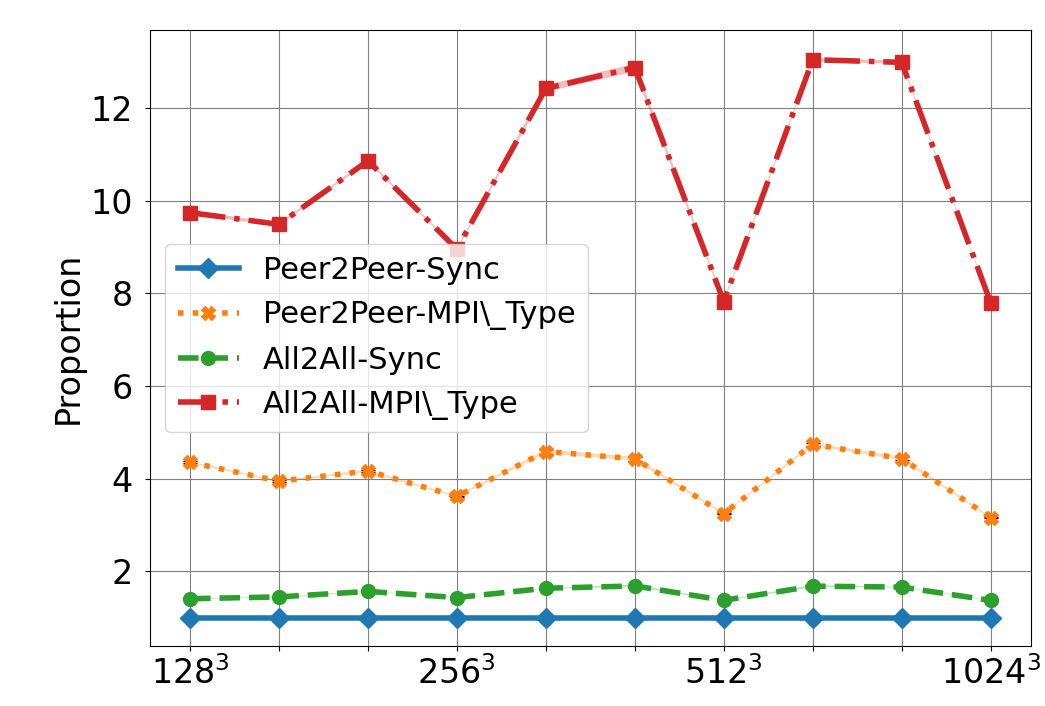 Proportion
12
10
8
6
4
2
Peer2Peer-Sync
Peer2Peer-MPI\_Type
All2All-Sync
All2All-MPI\_Type
128³ 256³ 512³ 1024³